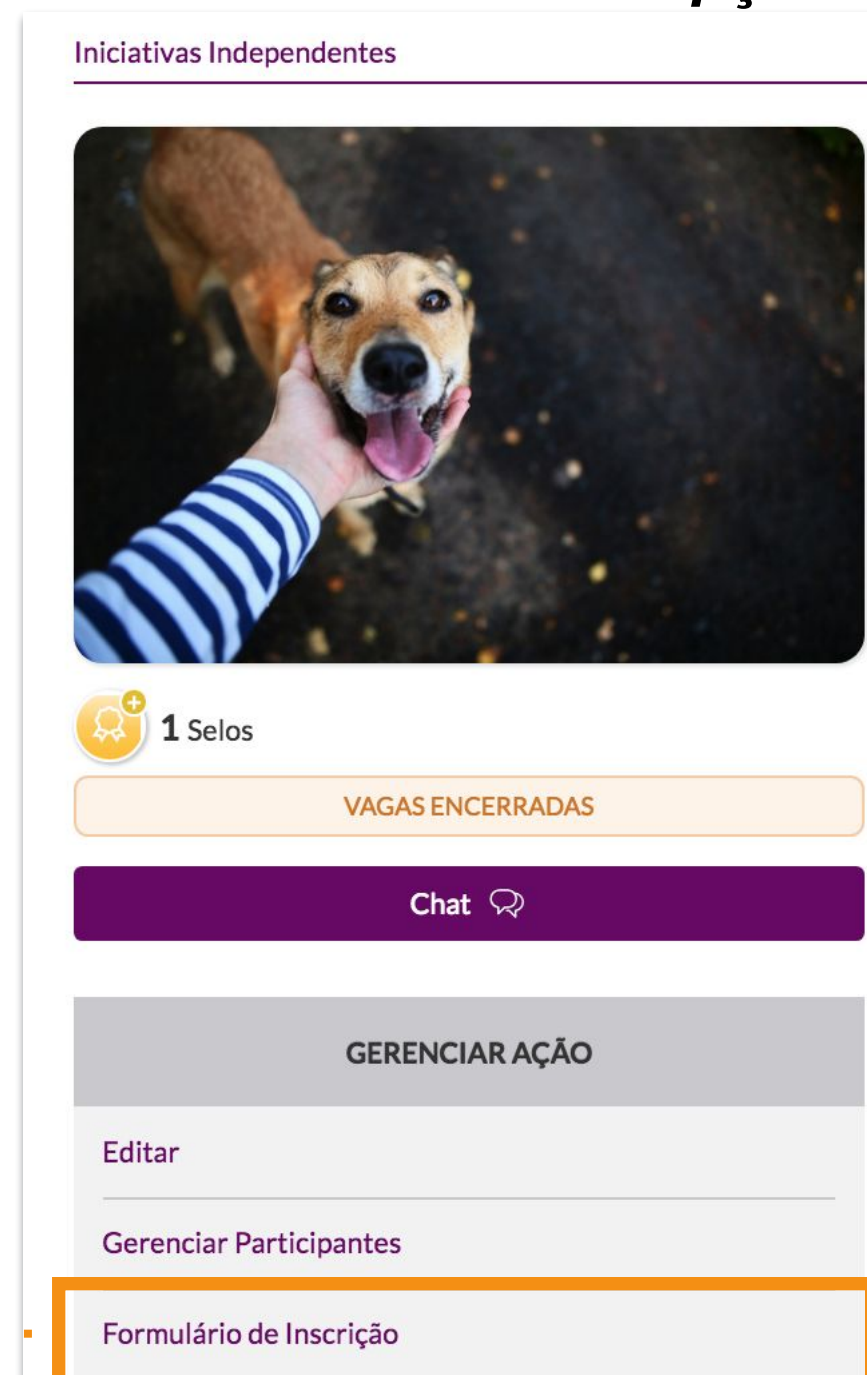 Iniciativas Independentes
1 Selos
VAGAS ENCERRADAS
Chat
GERENCIAR AÇÃO
Editar
Gerenciar Participantes
Formulário de Inscrição